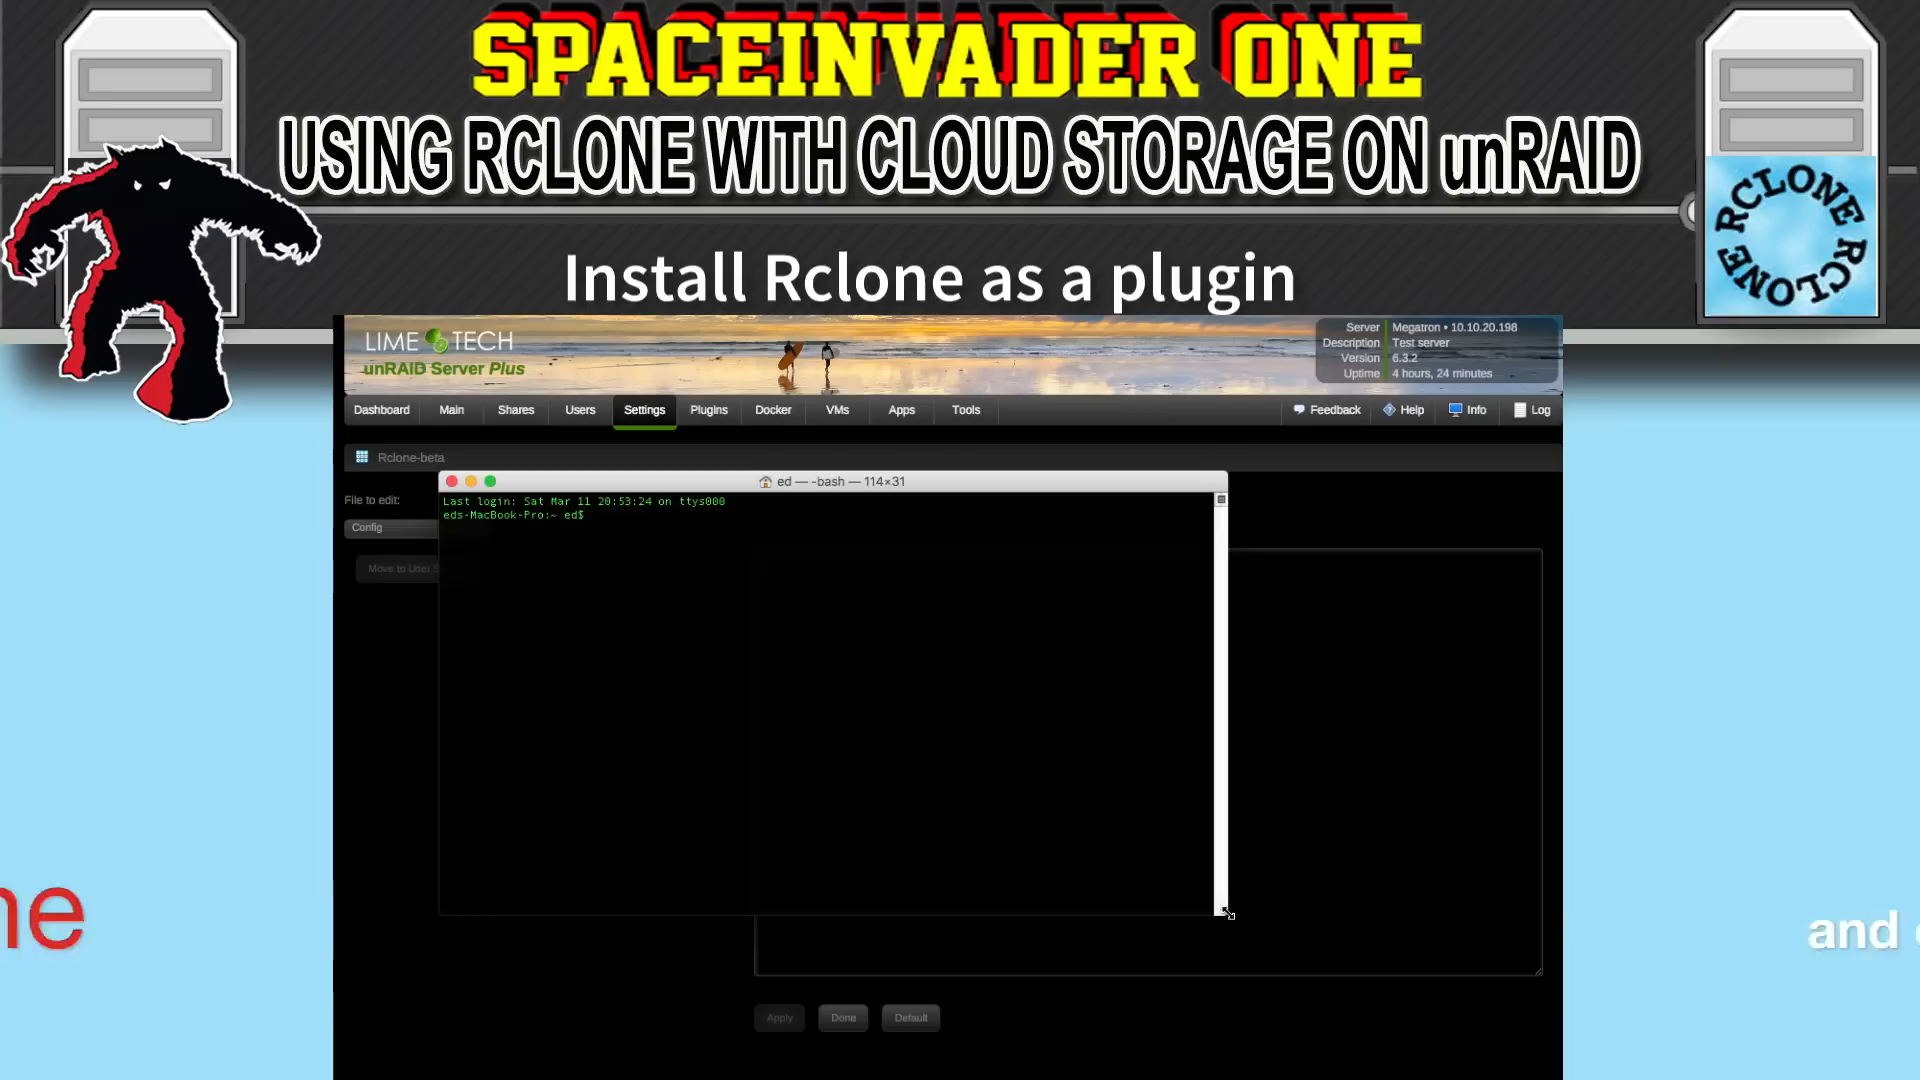 SPACEINVADER ONE
USING RCLONE WITH CLOUD STORAGE ON unRAID
RCLONE RCLONE
Install Rclone as a plugin
LIME TECH
unRAID Server Plus
Server Megatron • 10.10.20.198
Description Test server
Version 6.3.2
Uptime 4 hours, 24 minutes
Dashboard Main Shares Users Settings Plugins Docker VMs Apps Tools Feedback Help Info Log
Rclone-beta
ed — -bash — 114×31
File to edit:
Last login: Sat Mar 11 20:53:24 on ttys000
eds-MacBook-Pro:~ ed$
Config
Move to User S
ne
and
Apply Done Default